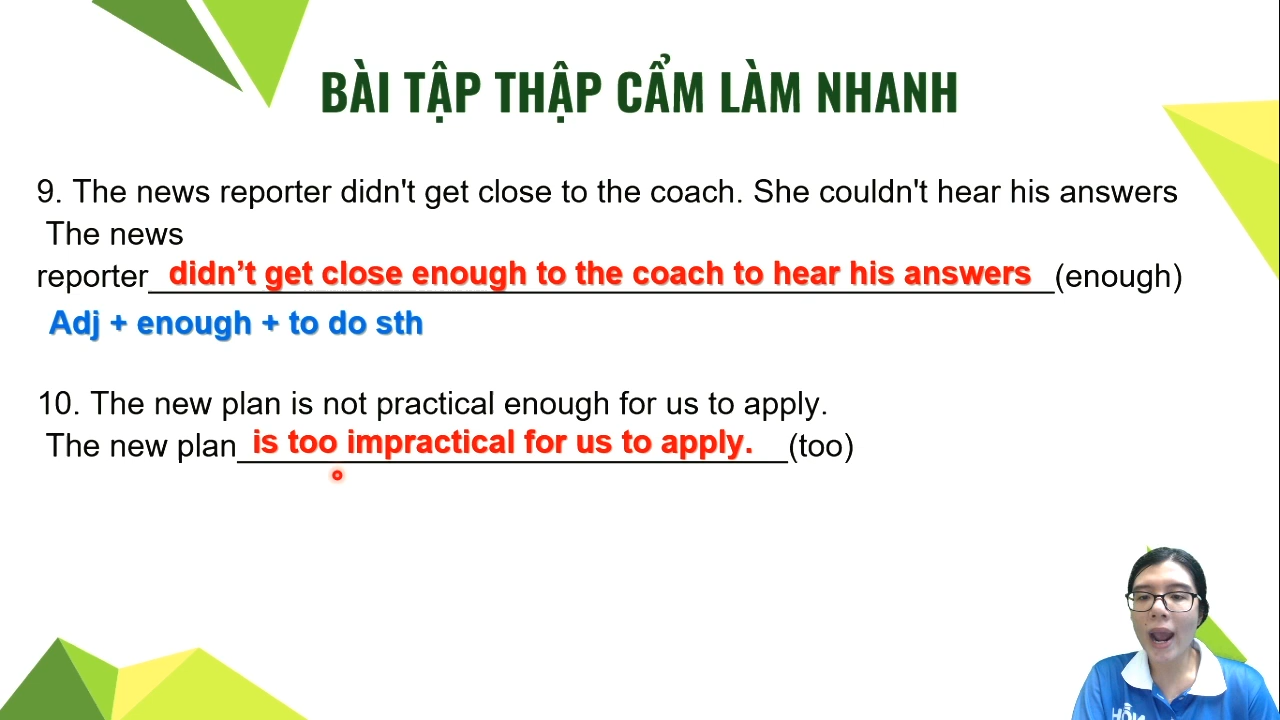 BÀI TẬP THẬP CẨM LÀM NHANH
9. The news reporter didn't get close to the coach. She couldn't hear his answers
The news
reporter didn’t get close enough to the coach to hear his answers (enough)
Adj + enough + to do sth
10. The new plan is not practical enough for us to apply.
The new plan is too impractical for us to apply. (too)